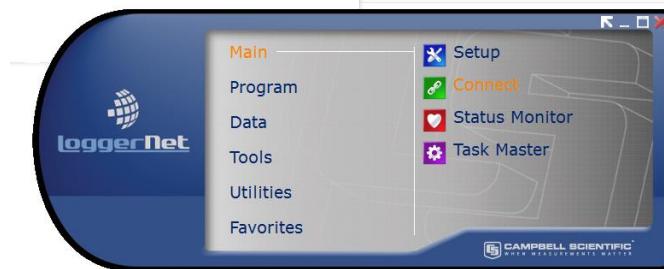 Main
Program
Data
Tools
Utilities
Favorites
Setup
Connect
Status Monitor
Task Master
loggerNet
CAMPBELL SCIENTIFIC
WHEN MEASUREMENTS MATTER